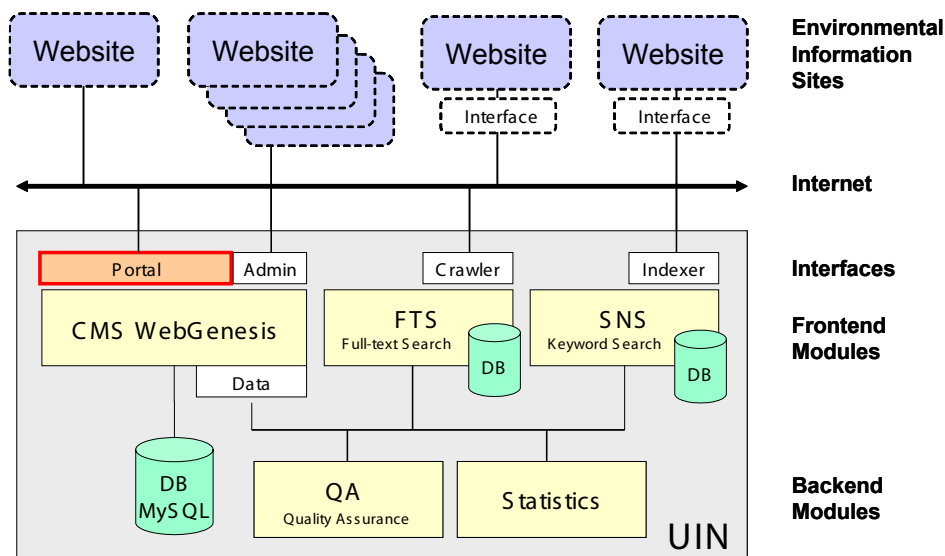 Website
Website
Website
Website
Environmental
Information
Sites
Interface
Interface
Internet
Portal
Admin
Crawler
Indexer
Interfaces
CMS WebGenesis
FTS
Full-text Search
DB
SNS
Keyword Search
DB
Frontend
Modules
Data
DB
MySQL
QA
Quality Assurance
Statistics
Backend
Modules
UIN